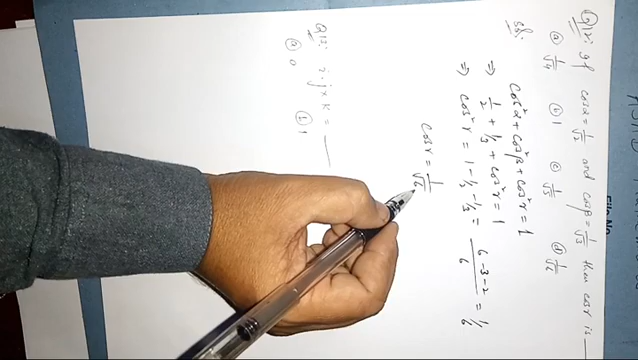 Q12: If cosα = 1/√2 and cosβ = 1/√3 then cosγ is ___
ⓐ 1/√4 ⓑ 1 ⓒ 1/√5 ⓓ 1/√6
Sol:
cos²α + cos²β + cos²γ = 1
⇒ 1/2 + 1/3 + cos²γ = 1
⇒ cos²γ = 1 - 1/2 - 1/3 = (6-3-2)/6 = 1/6
cosγ = 1/√6
Q13: i.j×k = ___
ⓐ 0 ⓑ 1